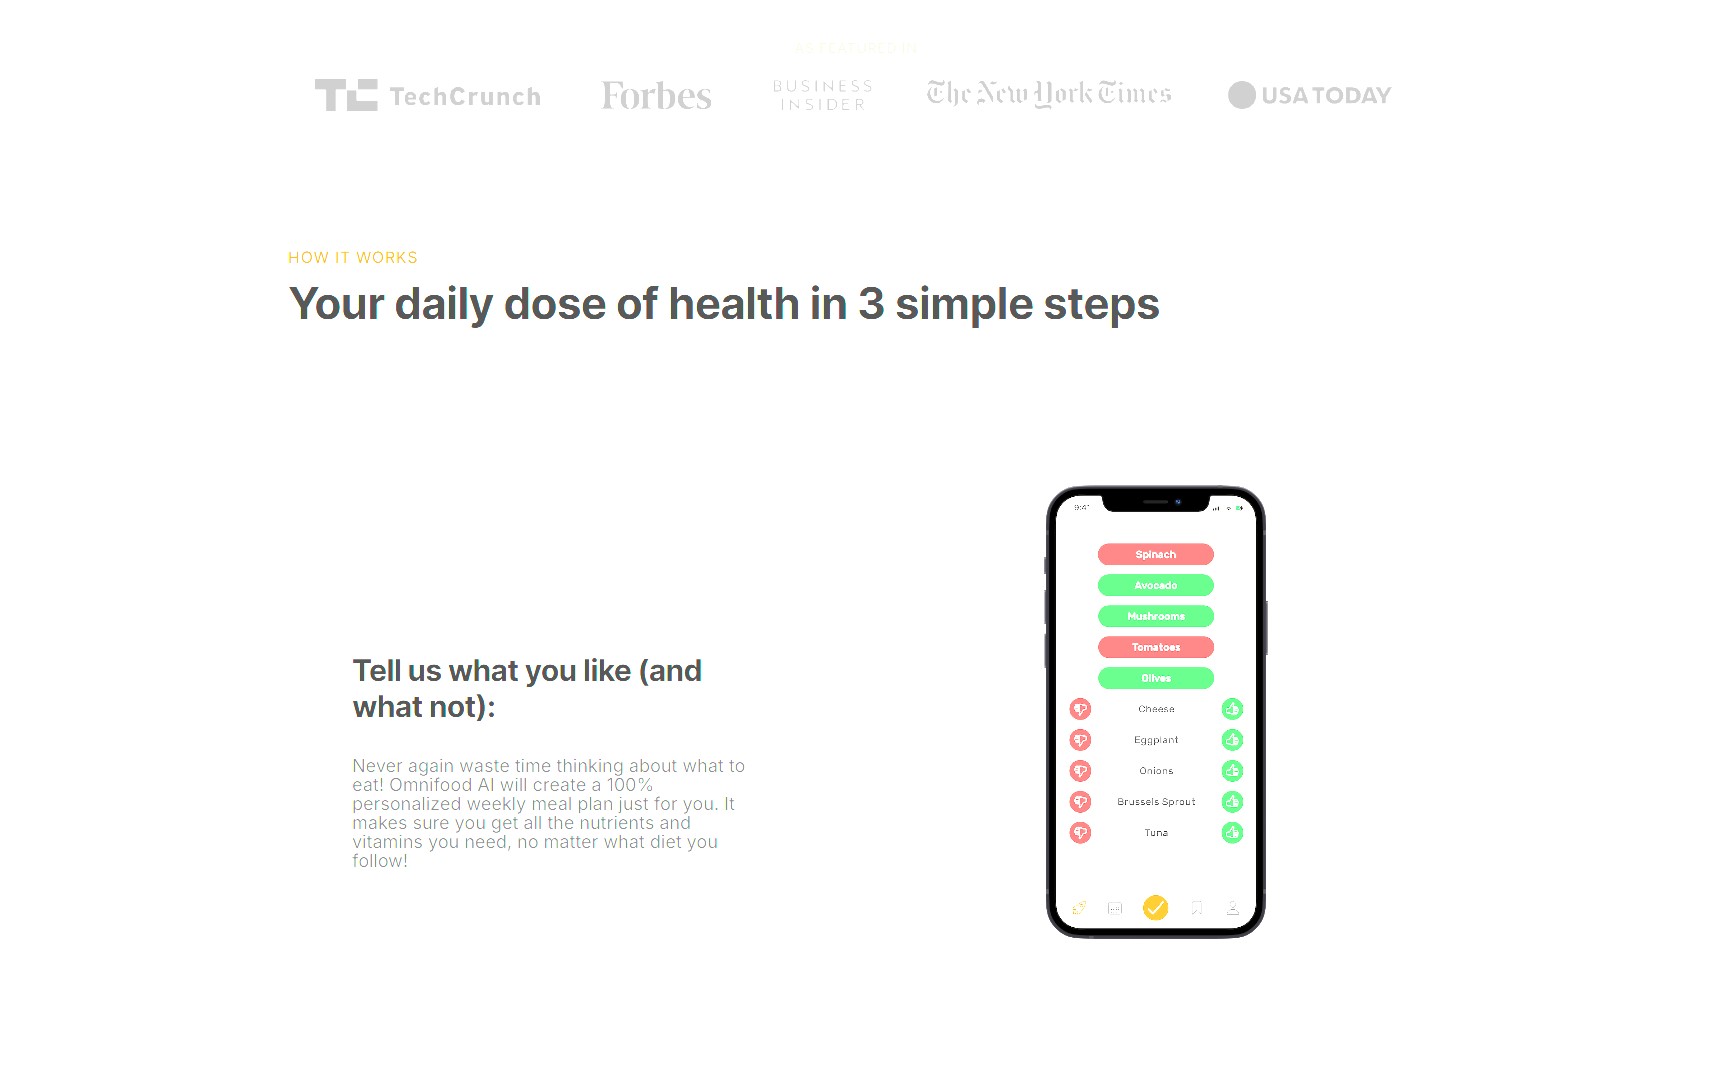 AS FEATURED IN
TechCrunch
Forbes
BUSINESS
INSIDER
The New York Times
USA TODAY
HOW IT WORKS
Your daily dose of health in 3 simple steps
Tell us what you like (and
what not):
Never again waste time thinking about what to
eat! Omnifood AI will create a 100%
personalized weekly meal plan just for you. It
makes sure you get all the nutrients and
vitamins you need, no matter what diet you
follow!
9:41
Spinach
Avocado
Mushrooms
Tomatoes
Olives
Cheese
Eggplant
Onions
Brussels Sprout
Tuna